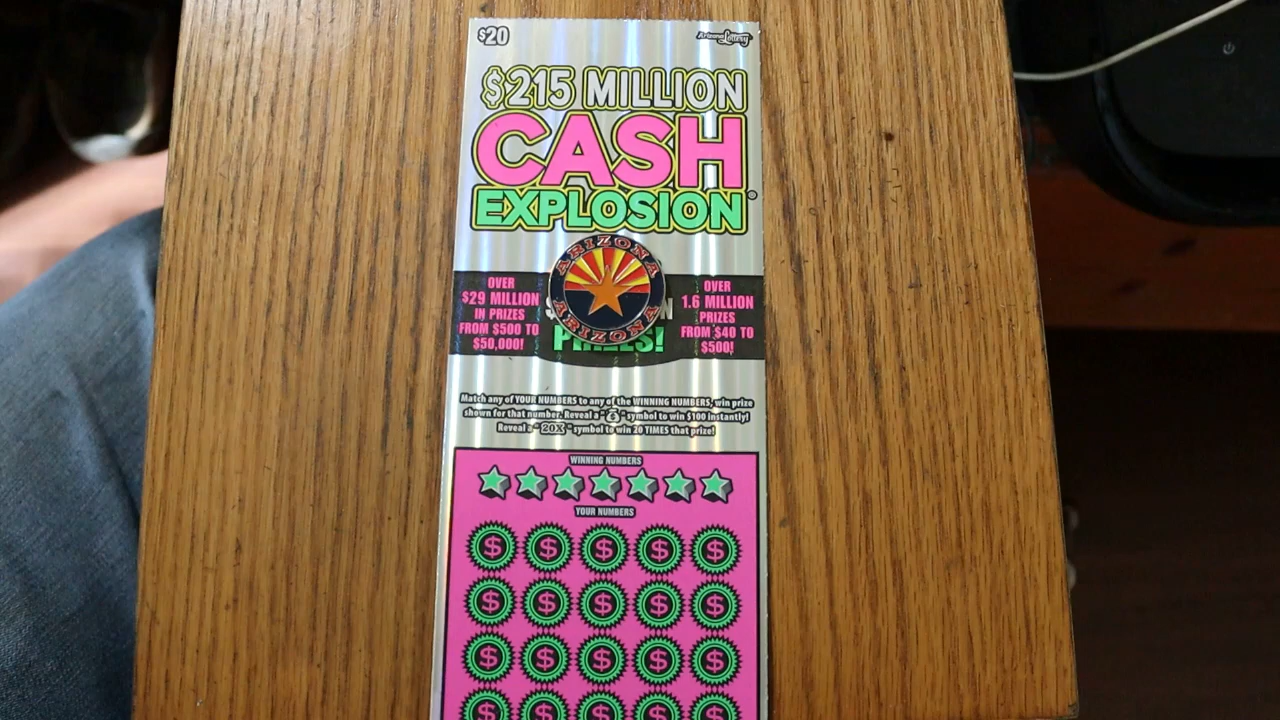 $20
Arizona Lottery
$215 MILLION
CASH
EXPLOSION®
ARIZONA
ARIZONA
OVER
$29 MILLION
IN PRIZES
FROM $500 TO
$50,000!
OVER
1.6 MILLION
PRIZES
FROM $40 TO
$500!
Match any of YOUR NUMBERS to any of the WINNING NUMBERS, win prize
shown for that number. Reveal a "$" symbol to win $100 instantly!
Reveal a "20X" symbol to win 20 TIMES that prize!
WINNING NUMBERS
YOUR NUMBERS
$ $ $ $ $
$ $ $ $ $
$ $ $ $ $
$ $ $ $ $